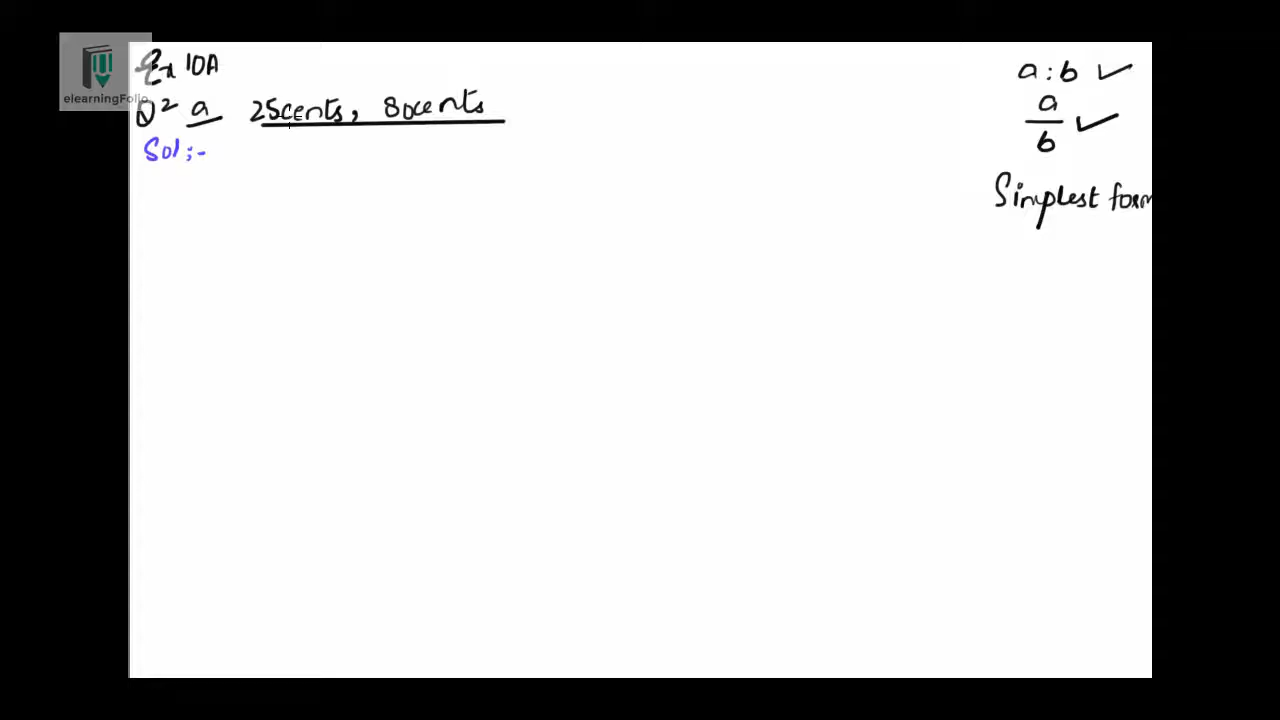 elearningFolio
Ex 10A
Q2 a 25cents, 80cents
Sol :-
a : b ✓
a
b ✓
Simplest form